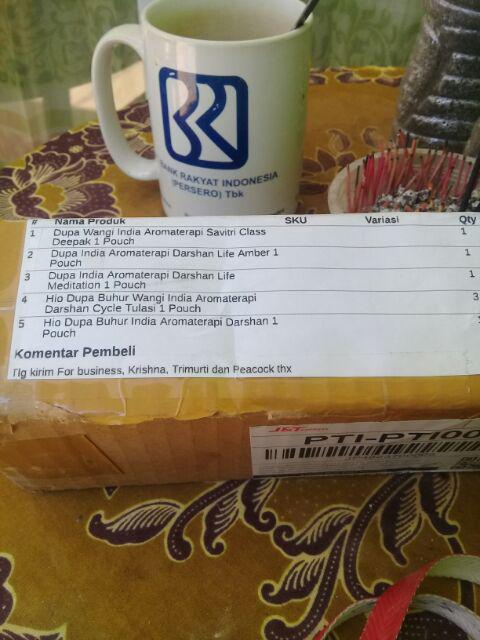 BANK RAKYAT INDONESIA
(PERSERO) Tbk
# Nama Produk SKU Variasi Qty
1 Dupa Wangi India Aromaterapi Savitri Class 1
Deepak 1 Pouch
2 Dupa India Aromaterapi Darshan Life Amber 1 1
Pouch
3 Dupa India Aromaterapi Darshan Life 1
Meditation 1 Pouch
4 Hio Dupa Buhur Wangi India Aromaterapi 3
Darshan Cycle Tulasi 1 Pouch
5 Hio Dupa Buhur India Aromaterapi Darshan 1
Pouch
Komentar Pembeli
Tlg kirim For business, Krishna, Trimurti dan Peacock thx
J&T
PTI-PTI00